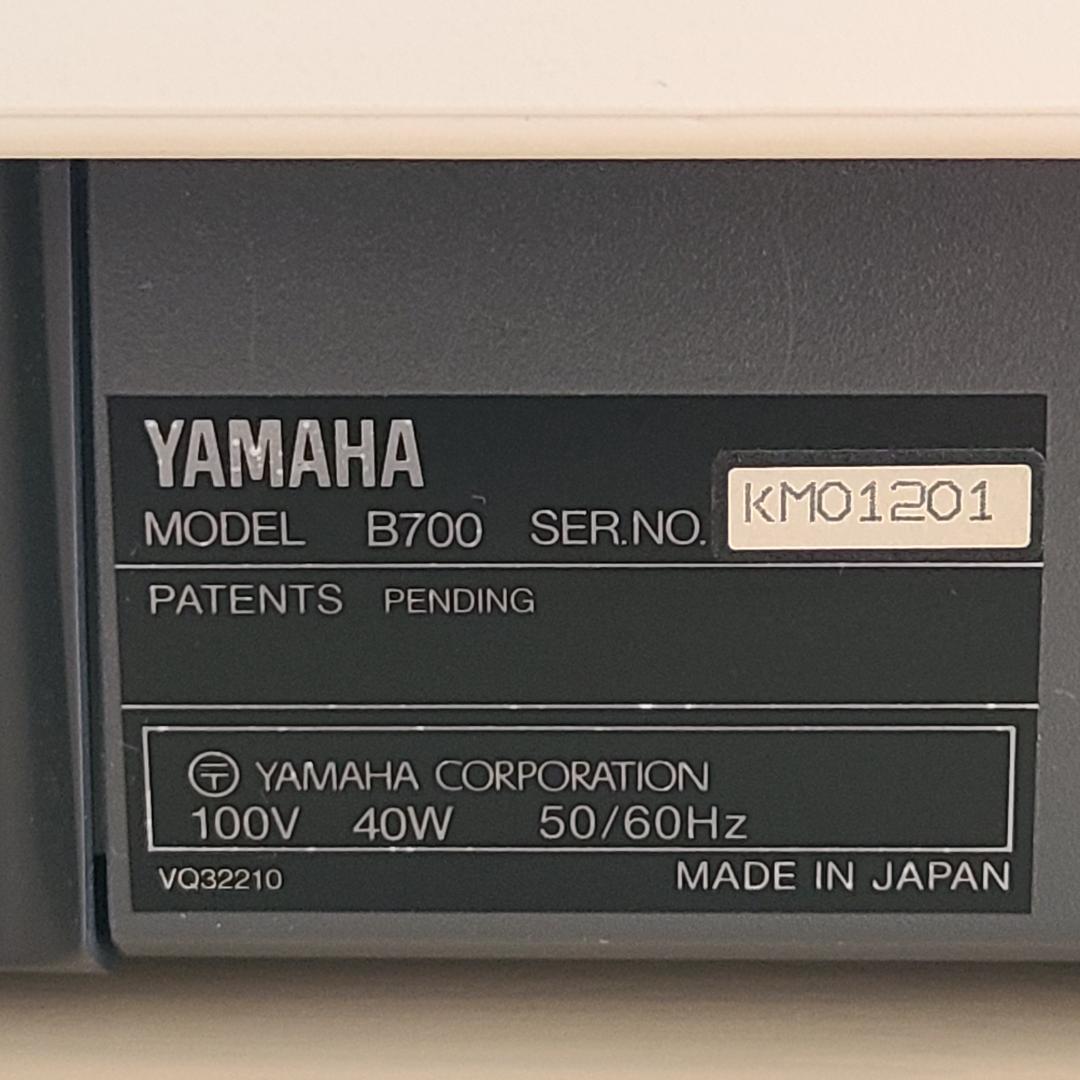 YAMAHA
MODEL B700 SER.NO. KM01201
PATENTS PENDING
YAMAHA CORPORATION
100V 40W 50/60Hz
VQ32210 MADE IN JAPAN